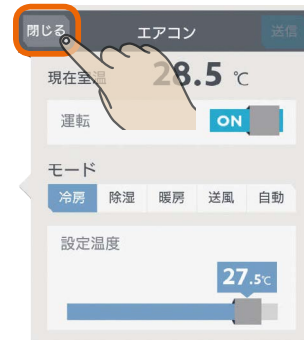 閉じる エアコン 送信
現在室温 28.5 ℃
運転 ON
モード
冷房 除湿 暖房 送風 自動
設定温度
27.5℃